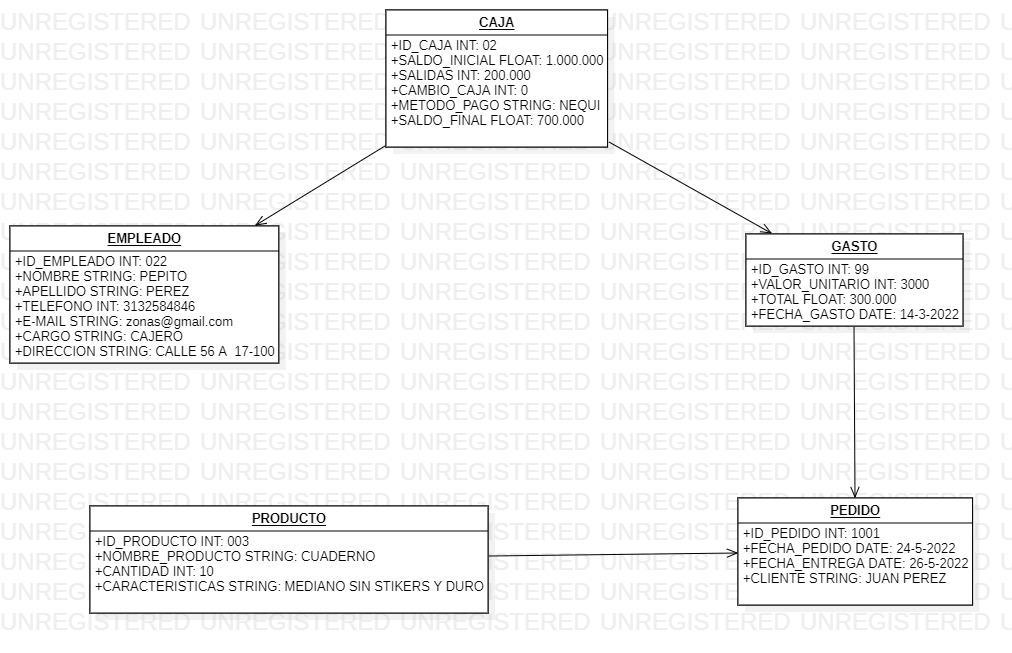 CAJA
+ID_CAJA INT: 02
+SALDO_INICIAL FLOAT: 1.000.000
+SALIDAS INT: 200.000
+CAMBIO_CAJA INT: 0
+METODO_PAGO STRING: NEQUI
+SALDO_FINAL FLOAT: 700.000
EMPLEADO
+ID_EMPLEADO INT: 022
+NOMBRE STRING: PEPITO
+APELLIDO STRING: PEREZ
+TELEFONO INT: 3132584846
+E-MAIL STRING: zonas@gmail.com
+CARGO STRING: CAJERO
+DIRECCION STRING: CALLE 56 A  17-100
GASTO
+ID_GASTO INT: 99
+VALOR_UNITARIO INT: 3000
+TOTAL FLOAT: 300.000
+FECHA_GASTO DATE: 14-3-2022
PRODUCTO
+ID_PRODUCTO INT: 003
+NOMBRE_PRODUCTO STRING: CUADERNO
+CANTIDAD INT: 10
+CARACTERISTICAS STRING: MEDIANO SIN STIKERS Y DURO
PEDIDO
+ID_PEDIDO INT: 1001
+FECHA_PEDIDO DATE: 24-5-2022
+FECHA_ENTREGA DATE: 26-5-2022
+CLIENTE STRING: JUAN PEREZ
UNREGISTERED